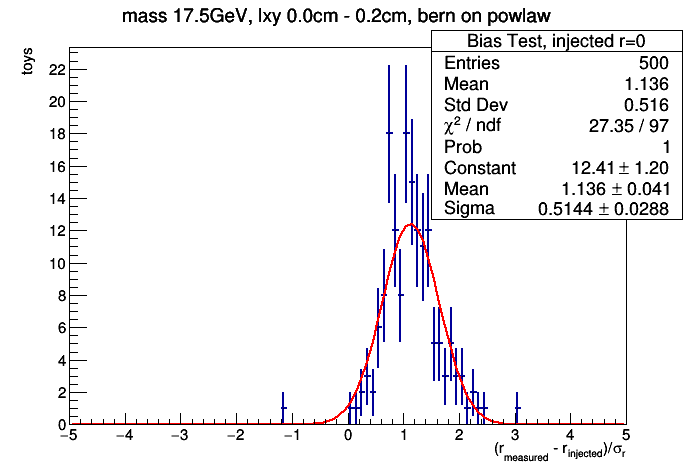 mass 17.5GeV, lxy 0.0cm - 0.2cm, bern on powlaw
Bias Test, injected r=0
Entries 500
Mean 1.136
Std Dev 0.516
χ² / ndf 27.35 / 97
Prob 1
Constant 12.41 ± 1.20
Mean 1.136 ± 0.041
Sigma 0.5144 ± 0.0288
toys
22
20
18
16
14
12
10
8
6
4
2
0
−5 −4 −3 −2 −1 0 1 2 3 4 5
(r_measured - r_injected)/σ_r